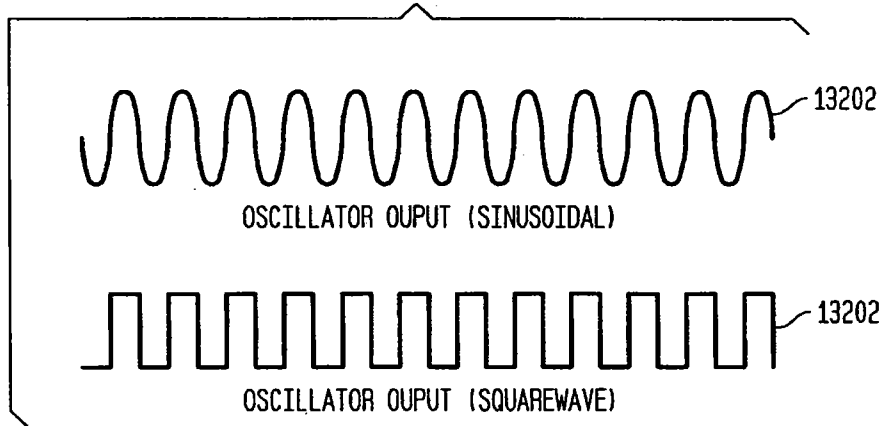 13202
OSCILLATOR OUPUT (SINUSOIDAL)
13202
OSCILLATOR OUPUT (SQUAREWAVE)